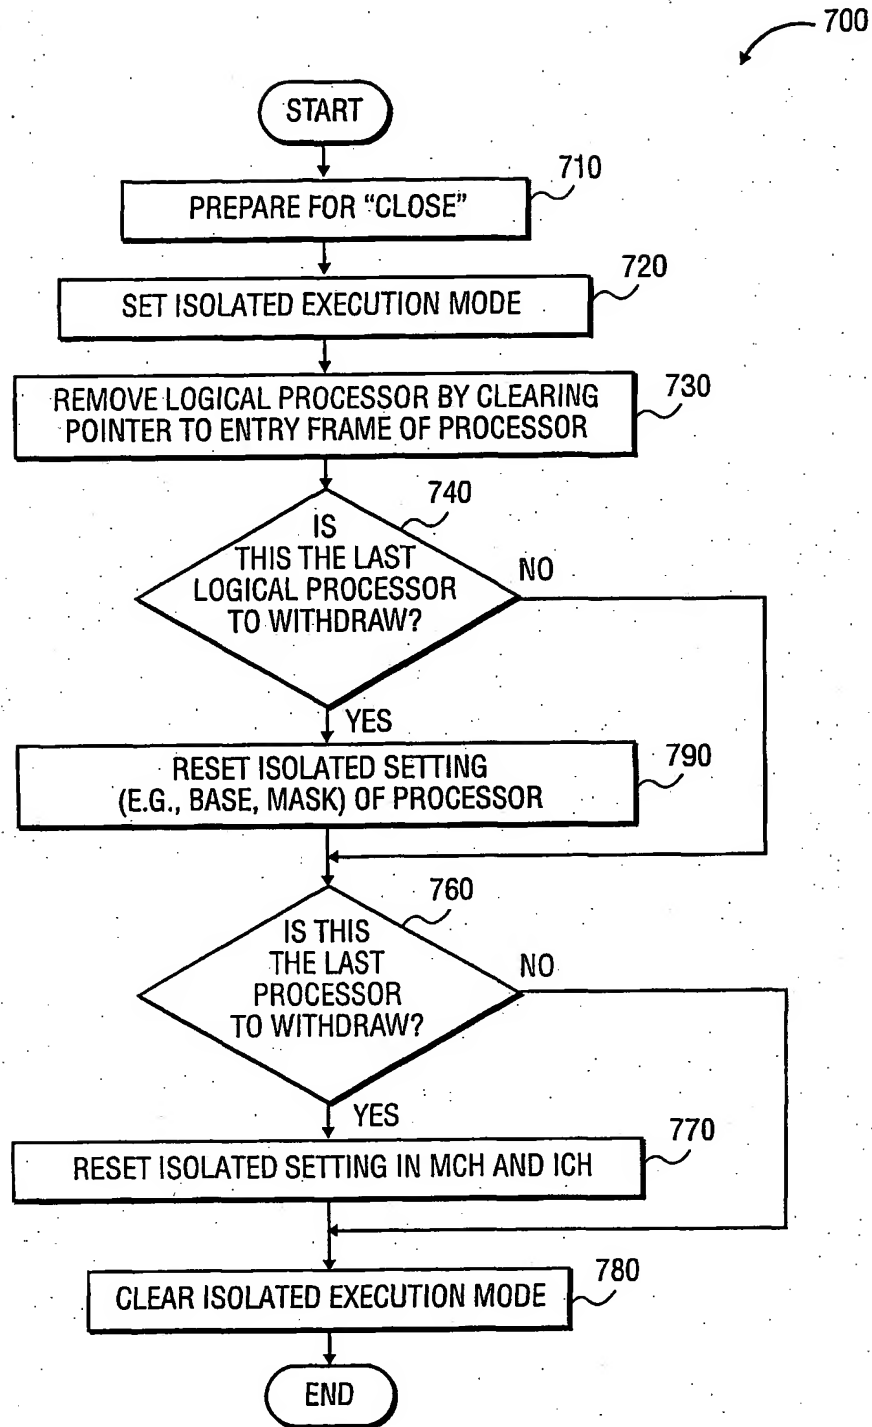 700
START
710
PREPARE FOR “CLOSE”
720
SET ISOLATED EXECUTION MODE
730
REMOVE LOGICAL PROCESSOR BY CLEARING
POINTER TO ENTRY FRAME OF PROCESSOR
740
IS
THIS THE LAST
LOGICAL PROCESSOR
TO WITHDRAW?
NO
YES
790
RESET ISOLATED SETTING
(E.G., BASE, MASK) OF PROCESSOR
760
IS THIS
THE LAST
PROCESSOR
TO WITHDRAW?
NO
YES
770
RESET ISOLATED SETTING IN MCH AND ICH
780
CLEAR ISOLATED EXECUTION MODE
END